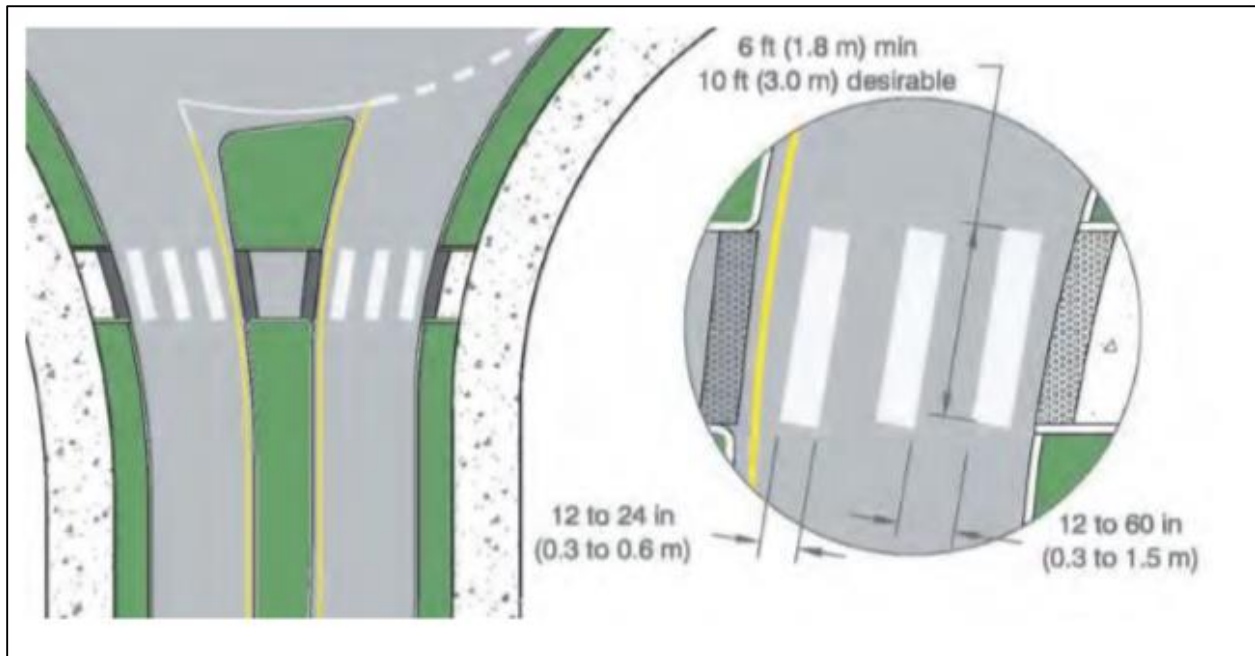 6 ft (1.8 m) min
10 ft (3.0 m) desirable
12 to 24 in
(0.3 to 0.6 m)
12 to 60 in
(0.3 to 1.5 m)